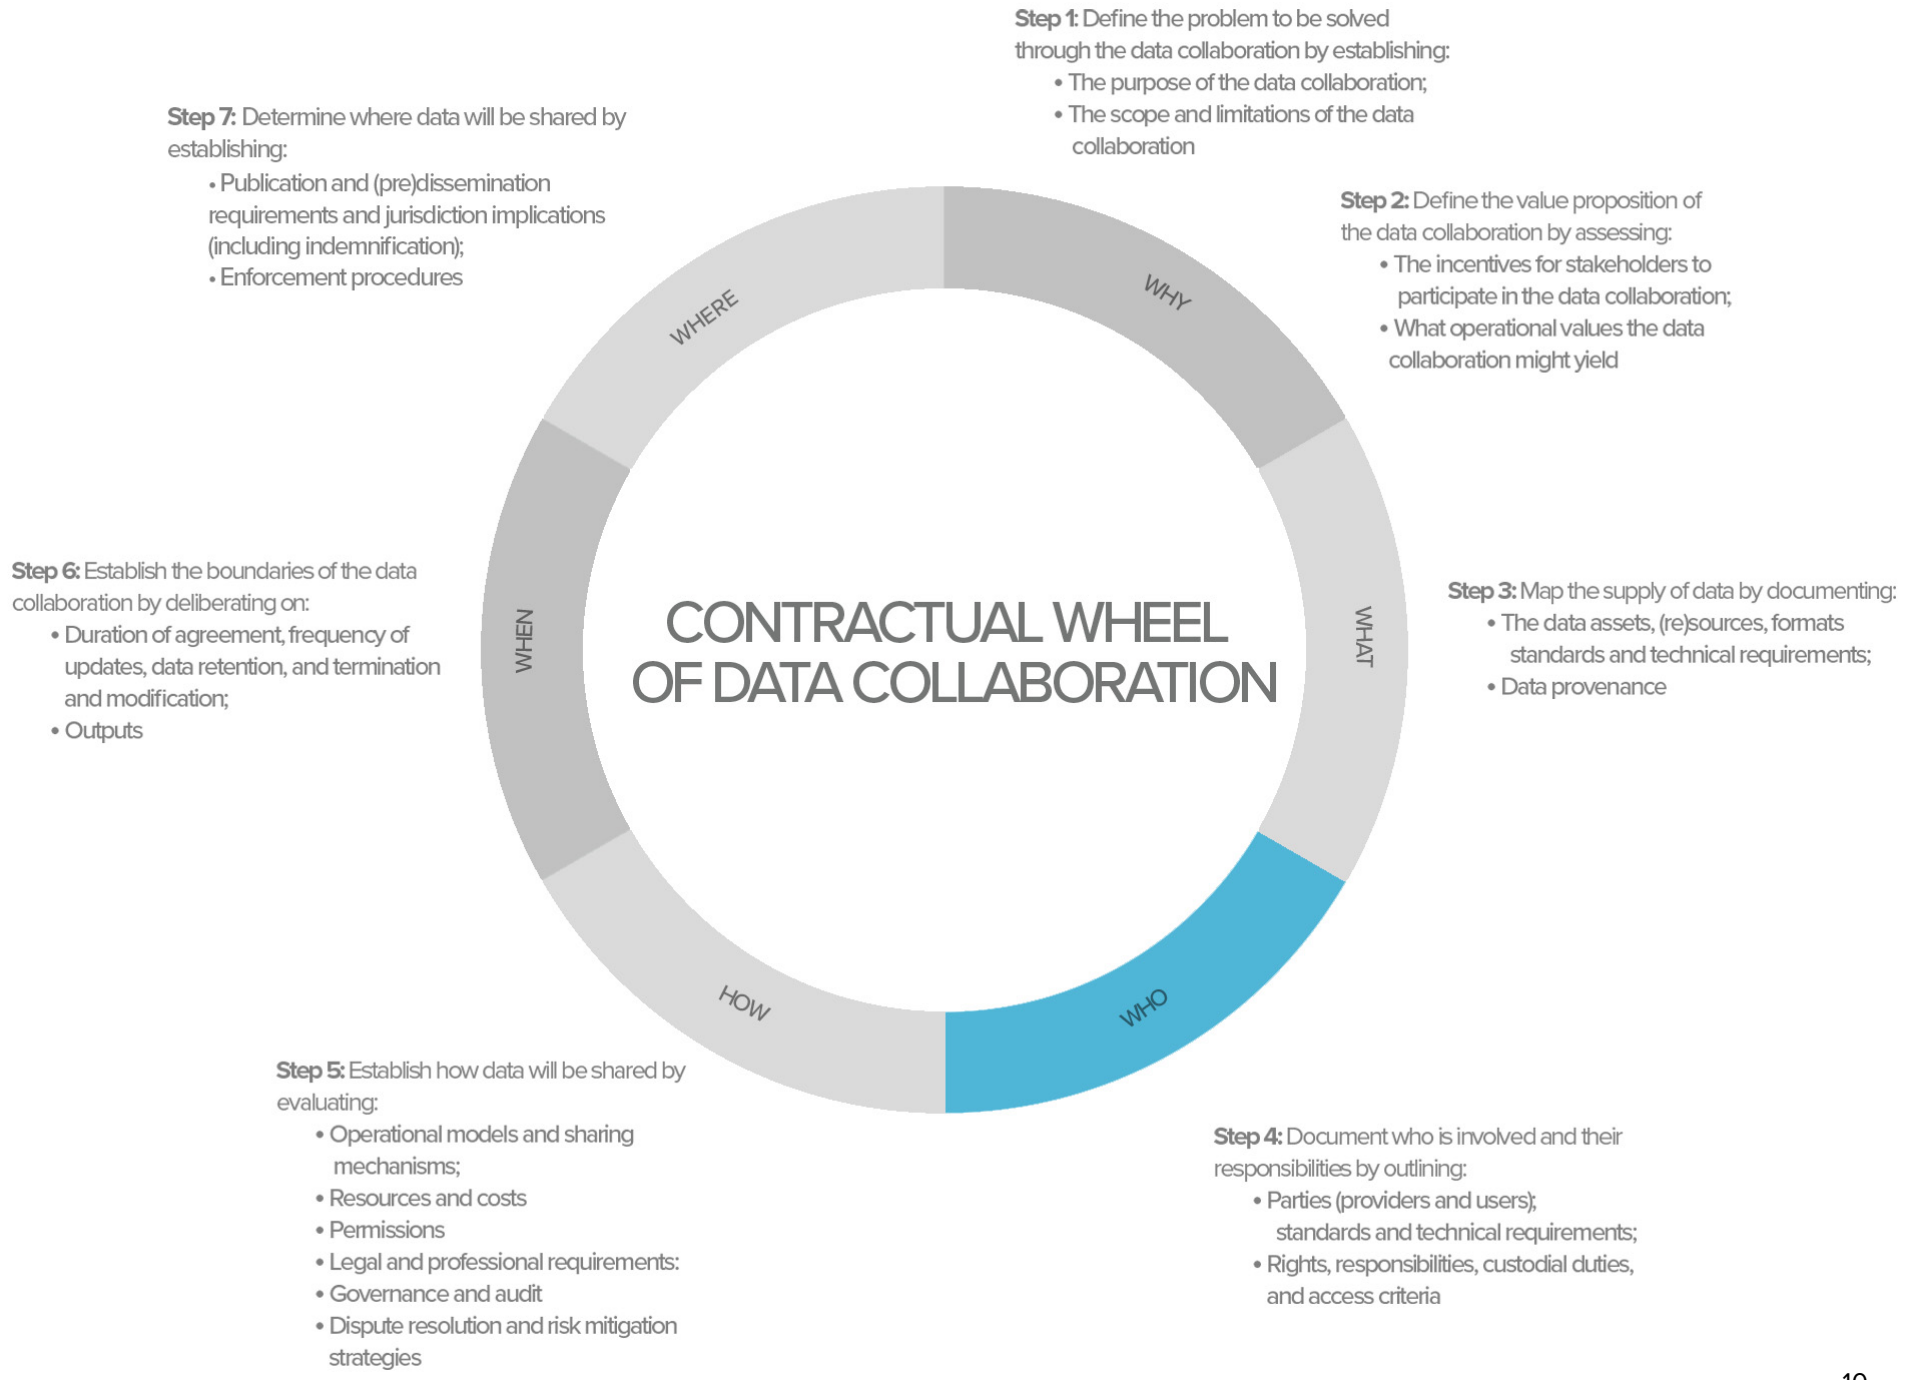 Step 1: Define the problem to be solved
through the data collaboration by establishing:
• The purpose of the data collaboration;
• The scope and limitations of the data
collaboration
Step 2: Define the value proposition of
the data collaboration by assessing:
• The incentives for stakeholders to
participate in the data collaboration;
• What operational values the data
collaboration might yield
Step 3: Map the supply of data by documenting:
• The data assets, (re)sources, formats
standards and technical requirements;
• Data provenance
Step 4: Document who is involved and their
responsibilities by outlining:
• Parties (providers and users);
standards and technical requirements;
• Rights, responsibilities, custodial duties,
and access criteria
Step 5: Establish how data will be shared by
evaluating:
• Operational models and sharing
mechanisms;
• Resources and costs
• Permissions
• Legal and professional requirements:
• Governance and audit
• Dispute resolution and risk mitigation
strategies
Step 6: Establish the boundaries of the data
collaboration by deliberating on:
• Duration of agreement, frequency of
updates, data retention, and termination
and modification;
• Outputs
Step 7: Determine where data will be shared by
establishing:
• Publication and (pre)dissemination
requirements and jurisdiction implications
(including indemnification);
• Enforcement procedures
WHY
WHAT
WHO
HOW
WHEN
WHERE
CONTRACTUAL WHEEL
OF DATA COLLABORATION